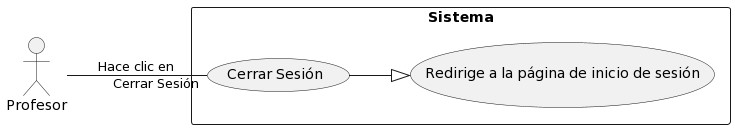 Sistema
Hace clic en
Cerrar Sesión
Cerrar Sesión
Redirige a la página de inicio de sesión
Profesor